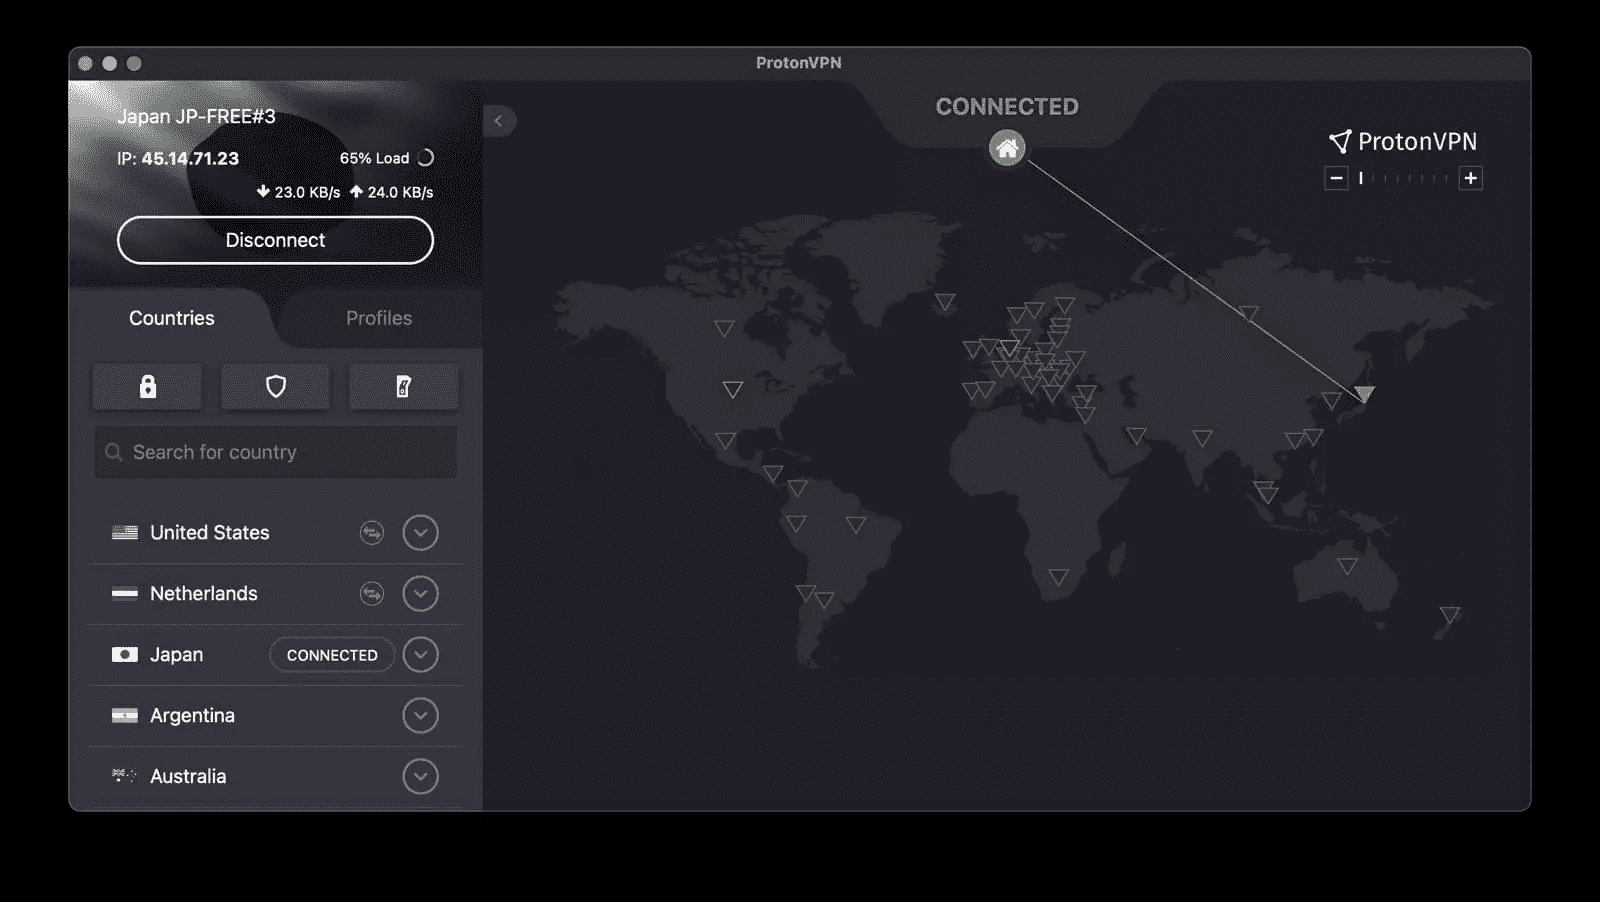 ProtonVPN
Japan JP-FREE#3
IP: 45.14.71.23
65% Load
23.0 KB/s
24.0 KB/s
Disconnect
Countries
Profiles
Search for country
United States
Netherlands
Japan
CONNECTED
Argentina
Australia
CONNECTED
ProtonVPN